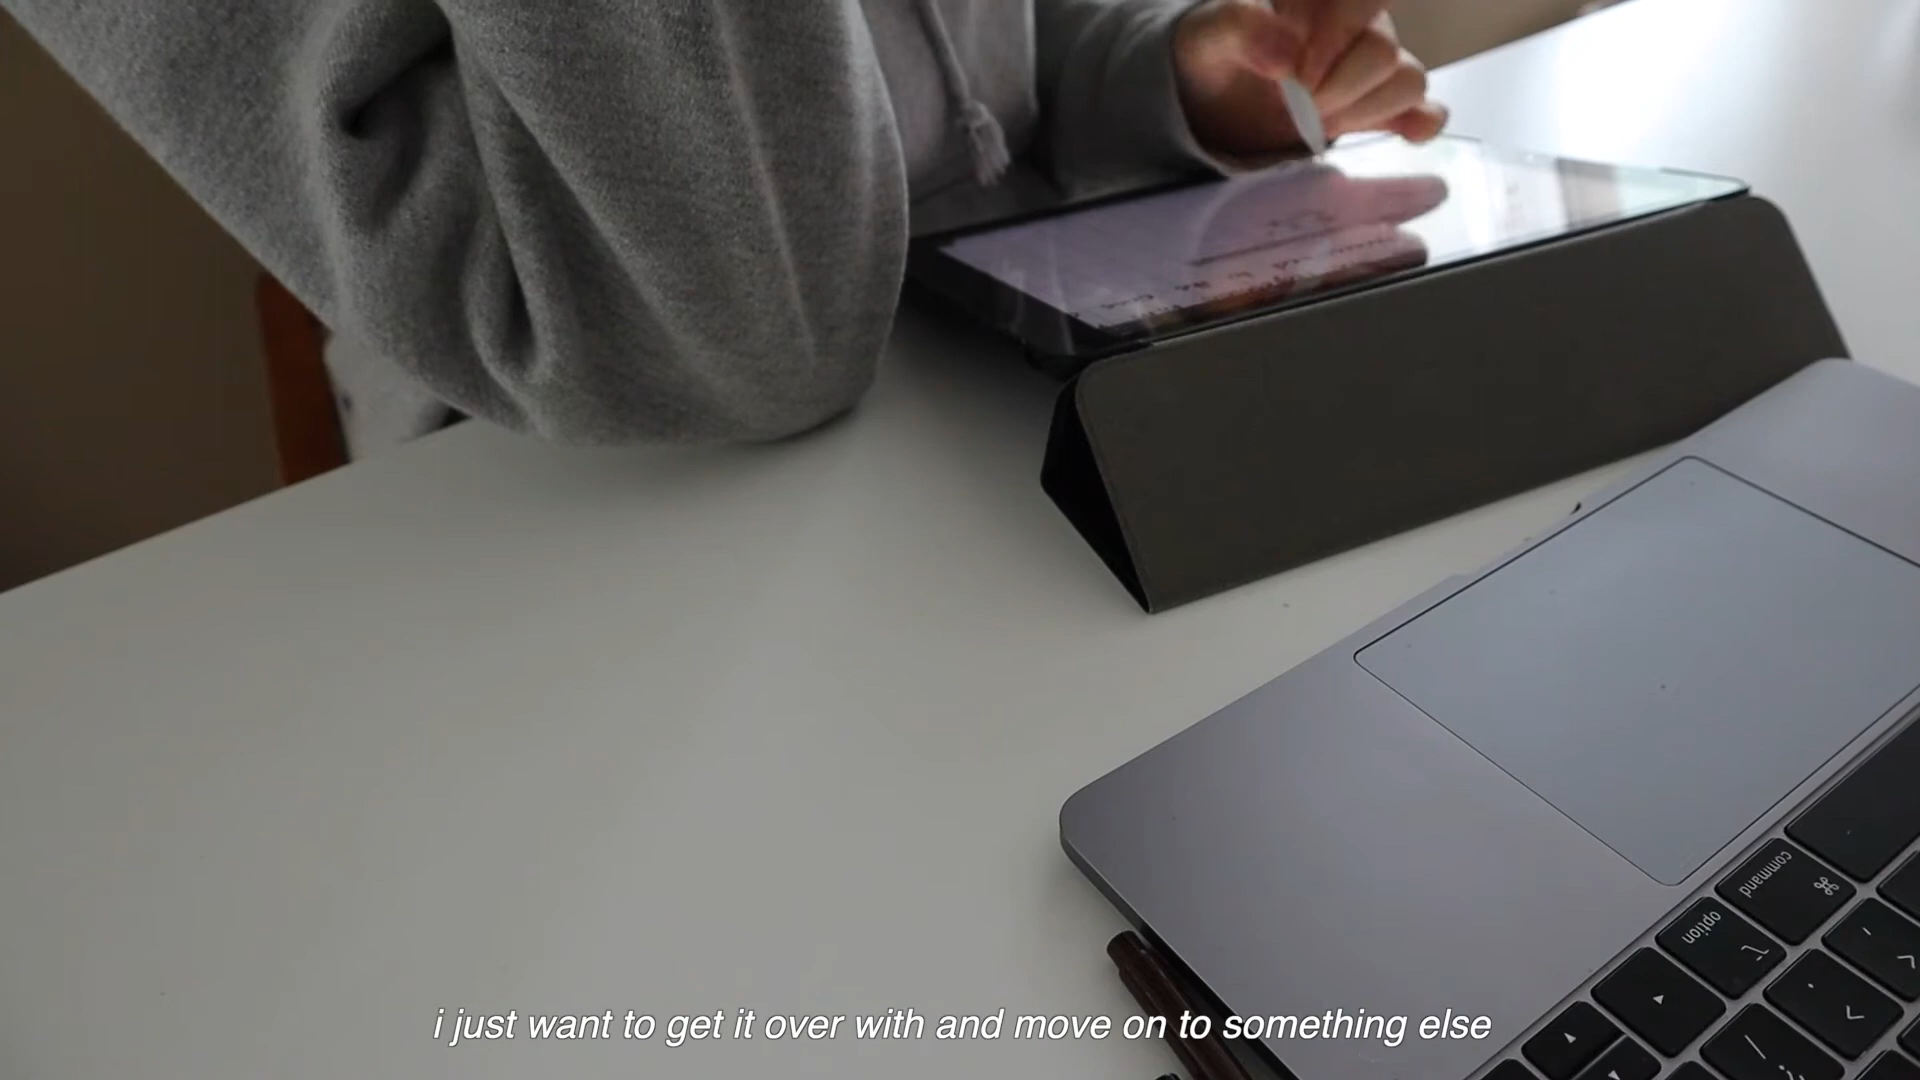 command
option
i just want to get it over with and move on to something else